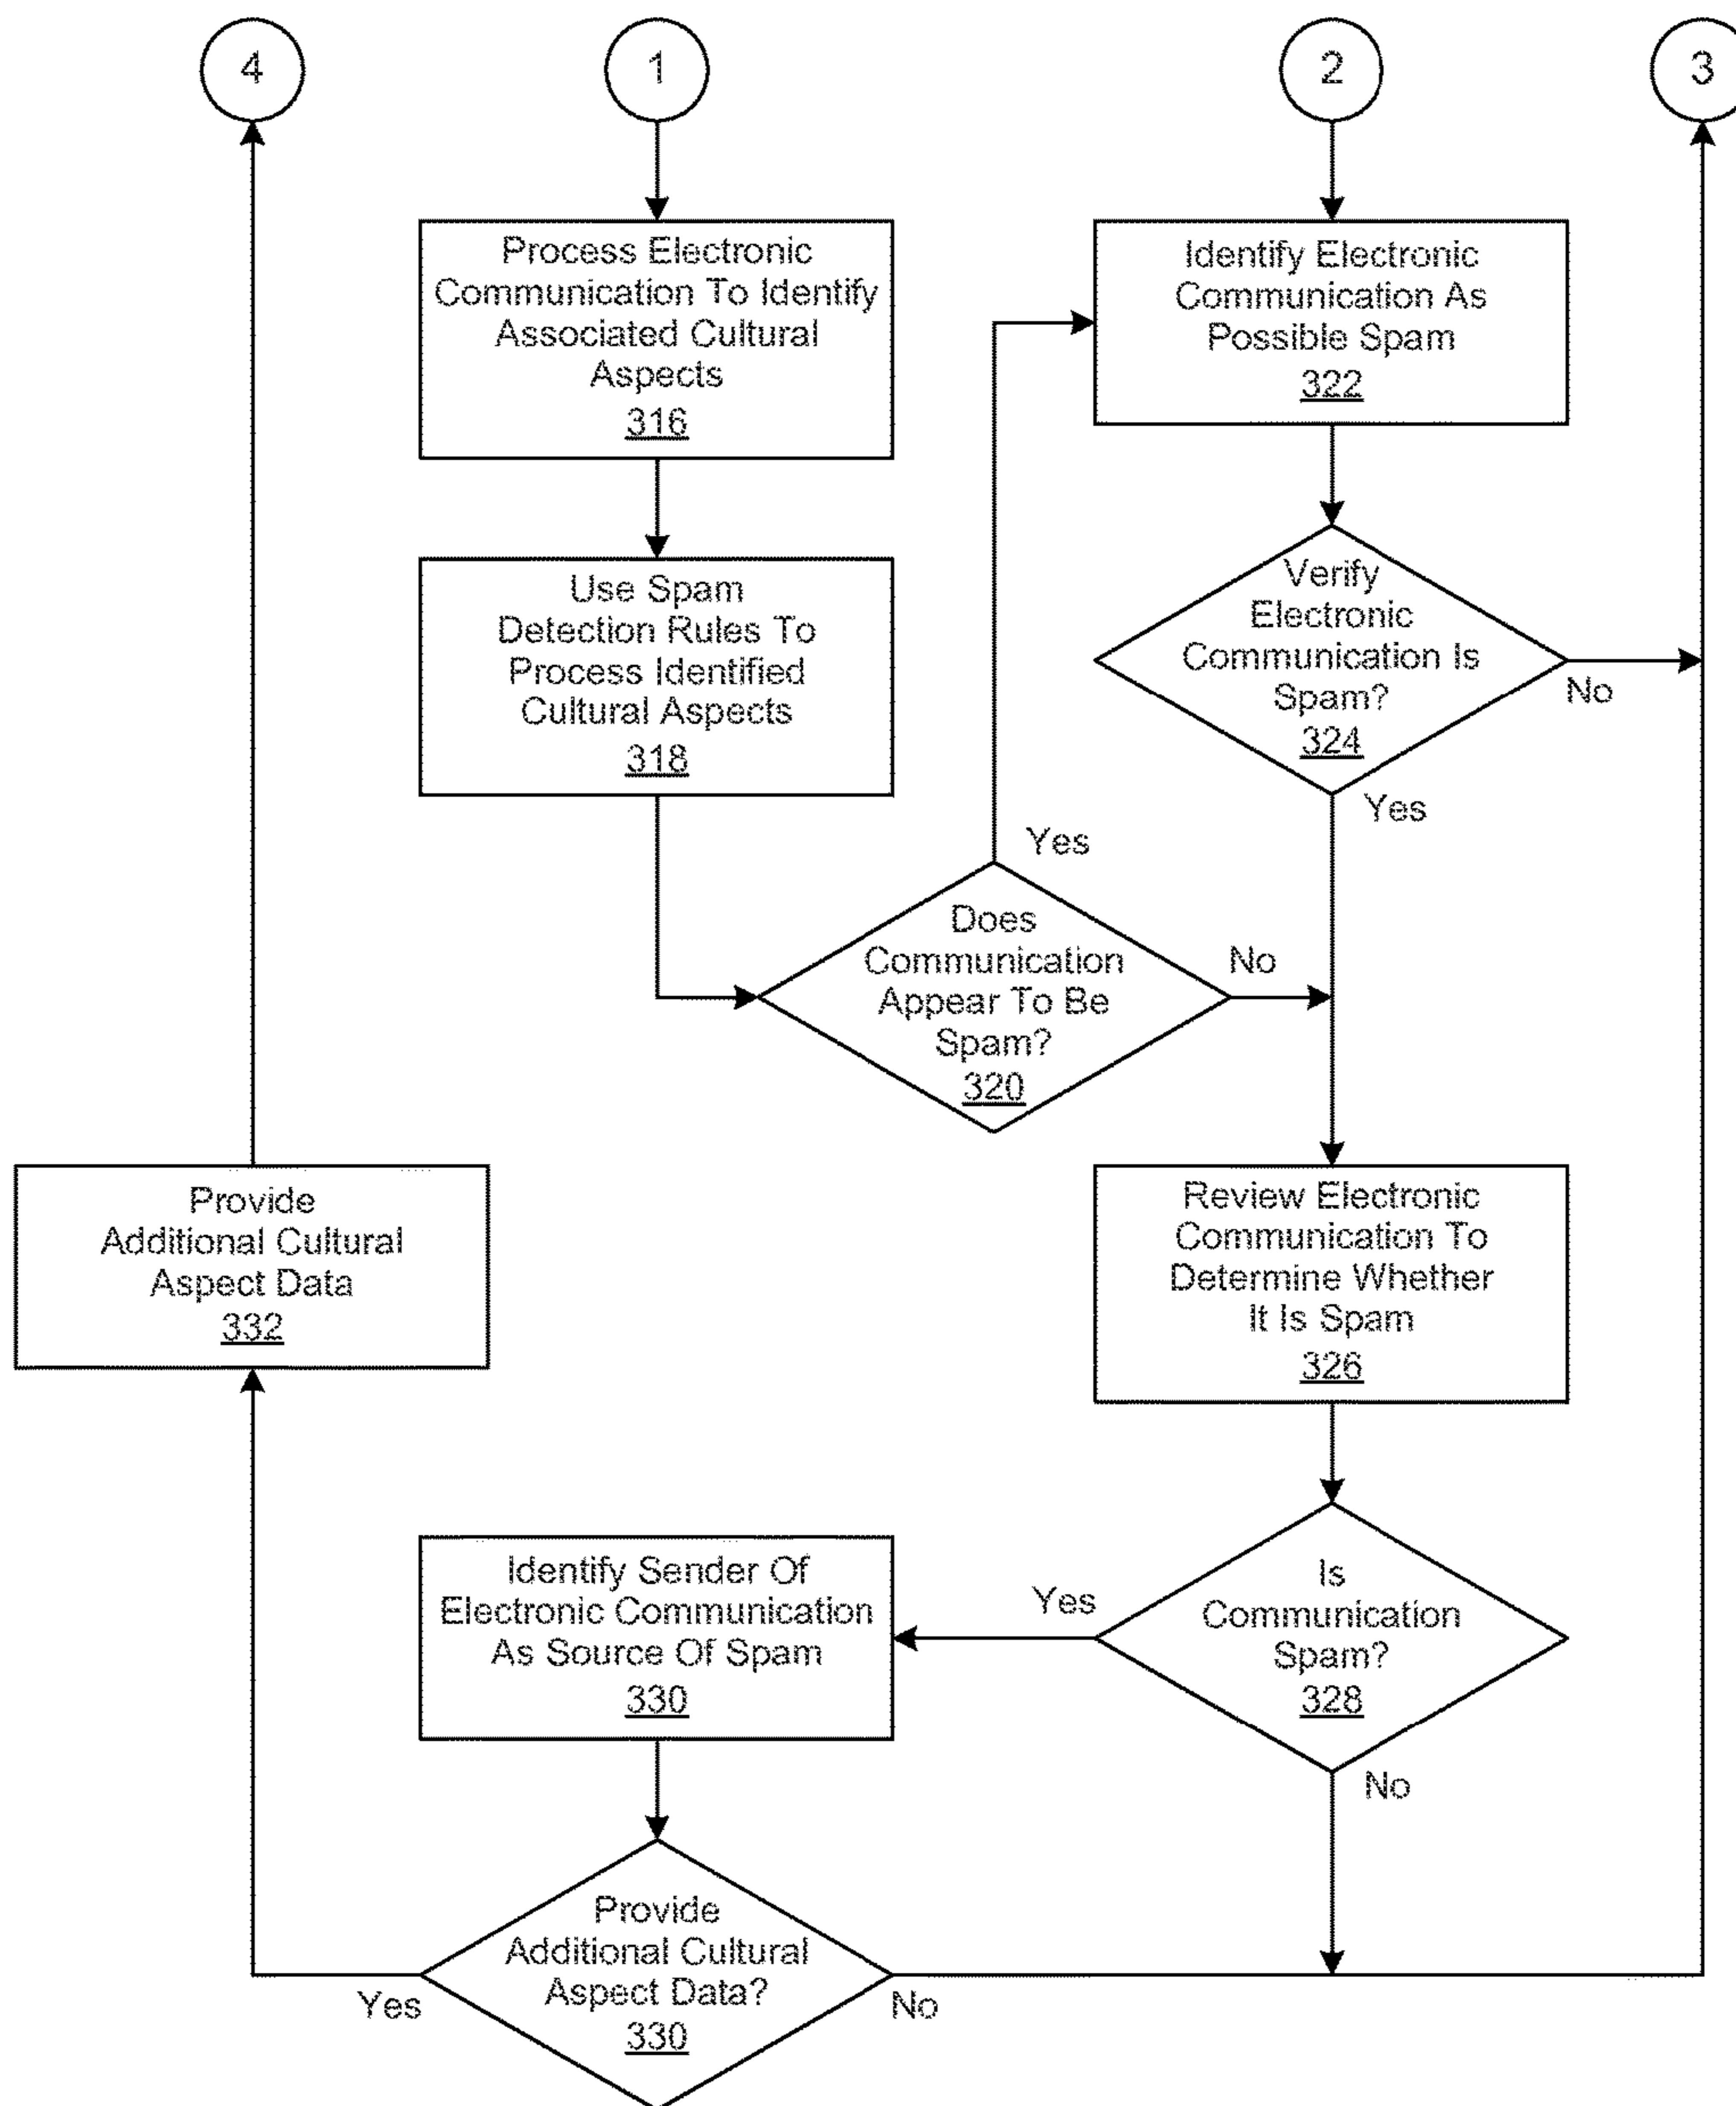 4
1
2
3
Process Electronic
Communication To Identify
Associated Cultural
Aspects
316
Identify Electronic
Communication As
Possible Spam
322
Use Spam
Detection Rules To
Process Identified
Cultural Aspects
318
Verify
Electronic
Communication Is
Spam?
324
No
Yes
Yes
Does
Communication
Appear To Be
Spam?
320
No
Provide
Additional Cultural
Aspect Data
332
Review Electronic
Communication To
Determine Whether
It Is Spam
326
Identify Sender Of
Electronic Communication
As Source Of Spam
330
Yes
Is
Communication
Spam?
328
No
Provide
Additional Cultural
Aspect Data?
330
Yes
No